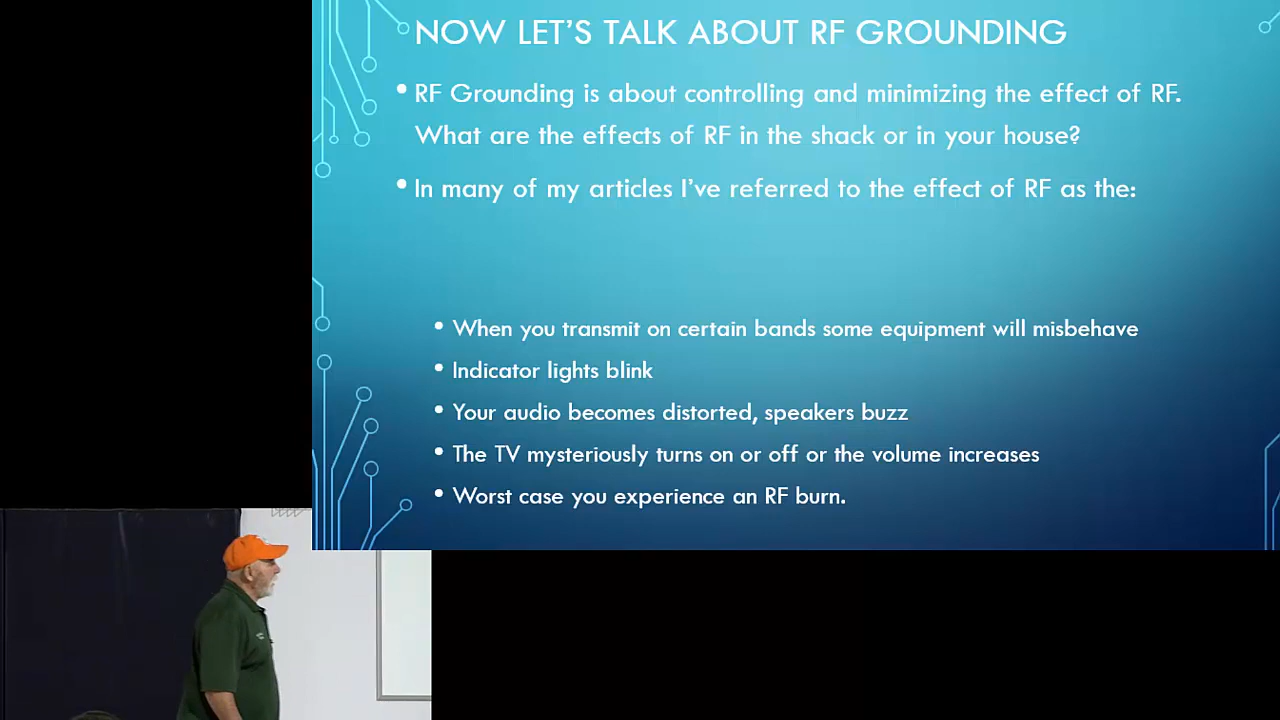 NOW LET'S TALK ABOUT RF GROUNDING
• RF Grounding is about controlling and minimizing the effect of RF.
What are the effects of RF in the shack or in your house?
• In many of my articles I've referred to the effect of RF as the:
• When you transmit on certain bands some equipment will misbehave
• Indicator lights blink
• Your audio becomes distorted, speakers buzz
• The TV mysteriously turns on or off or the volume increases
• Worst case you experience an RF burn.